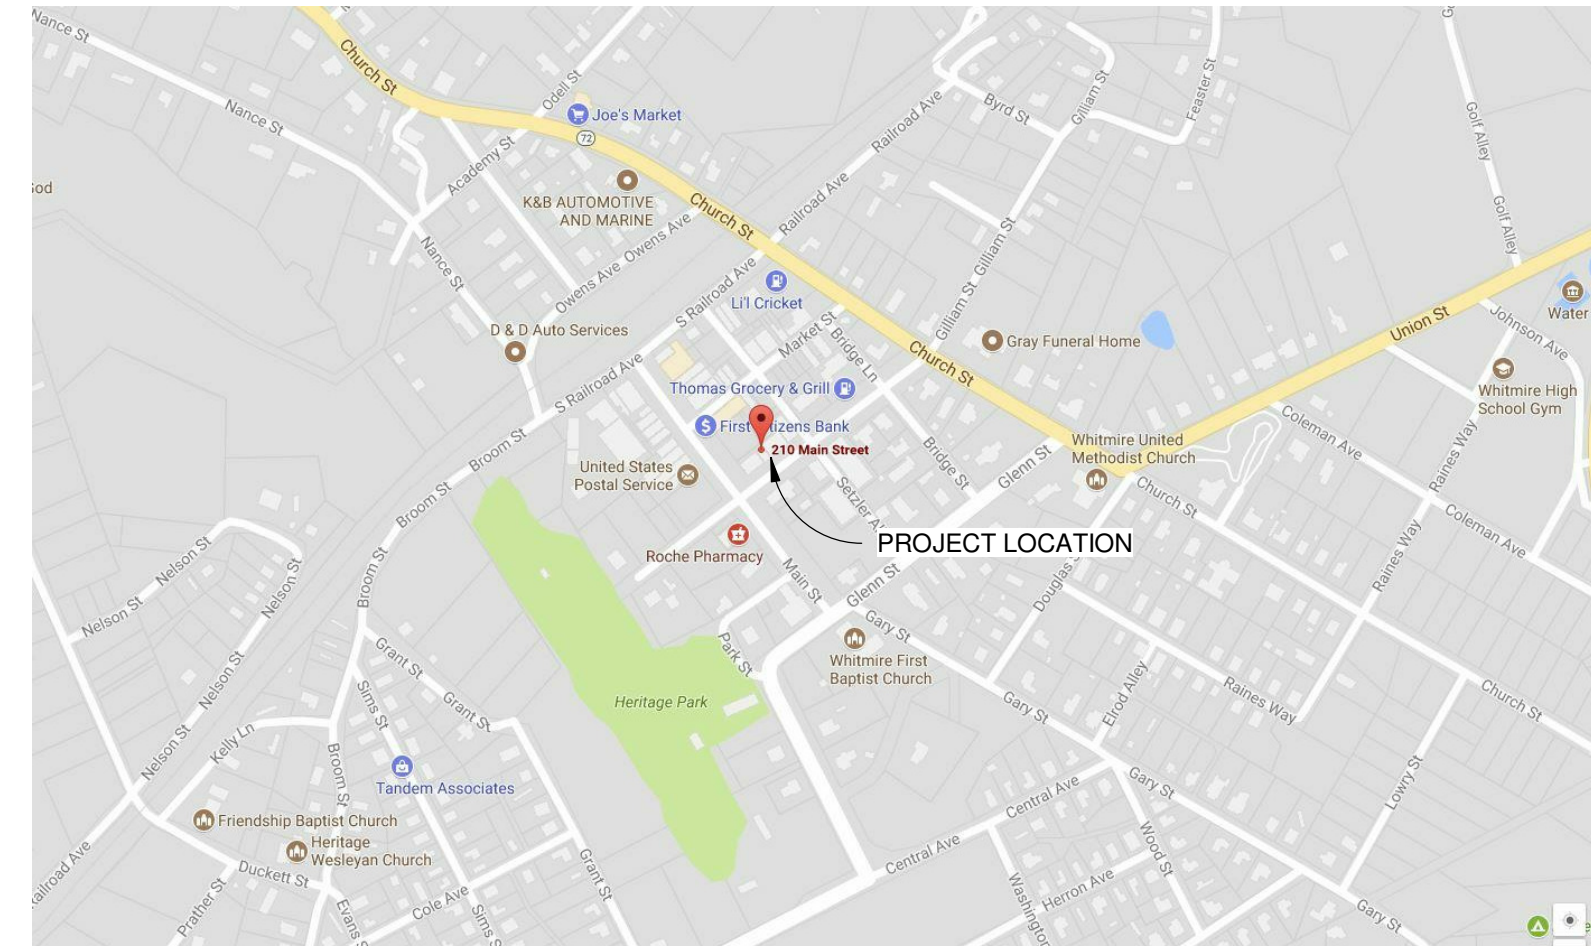 Nance St
Church St
Odell St
Joe's Market
72
Nance St
Academy St
K&B AUTOMOTIVE
AND MARINE
Church St
Railroad Ave
Byrd St
Gilliam St
Feaster St
Golf Alley
Golf Alley
Railroad Ave
Nance St
Owens Ave
Owens Ave
S Railroad Ave
Li'l Cricket
Gilliam St
Gilliam St
D & D Auto Services
Market St
Bridge Ln
Church St
Gray Funeral Home
Union St
Johnson Ave
Water
Whitmire High
School Gym
S Railroad Ave
Thomas Grocery & Grill
210 Main Street
Broom St
United States
Postal Service
Bridge St
Glenn St
Whitmire United
Methodist Church
Coleman Ave
Raines Way
Church St
Coleman Ave
Broom St
Roche Pharmacy
PROJECT LOCATION
Main St
Glenn St
Raines Way
Nelson St
Nelson St
Nelson St
Broom St
Gary St
Whitmire First
Baptist Church
Park St
Heritage Park
Grant St
Grant St
Sims St
Nelson St
Kelly Ln
Nelson St
Broom St
Gary St
Elrod Alley
Raines Way
Church St
Tandem Associates
Friendship Baptist Church
Heritage
Wesleyan Church
Duckett St
Prather St
Cole Ave
Sims St
Grant St
Central Ave
Central Ave
Gary St
Wood St
Lowry St
Herron Ave
Washington
Gary St